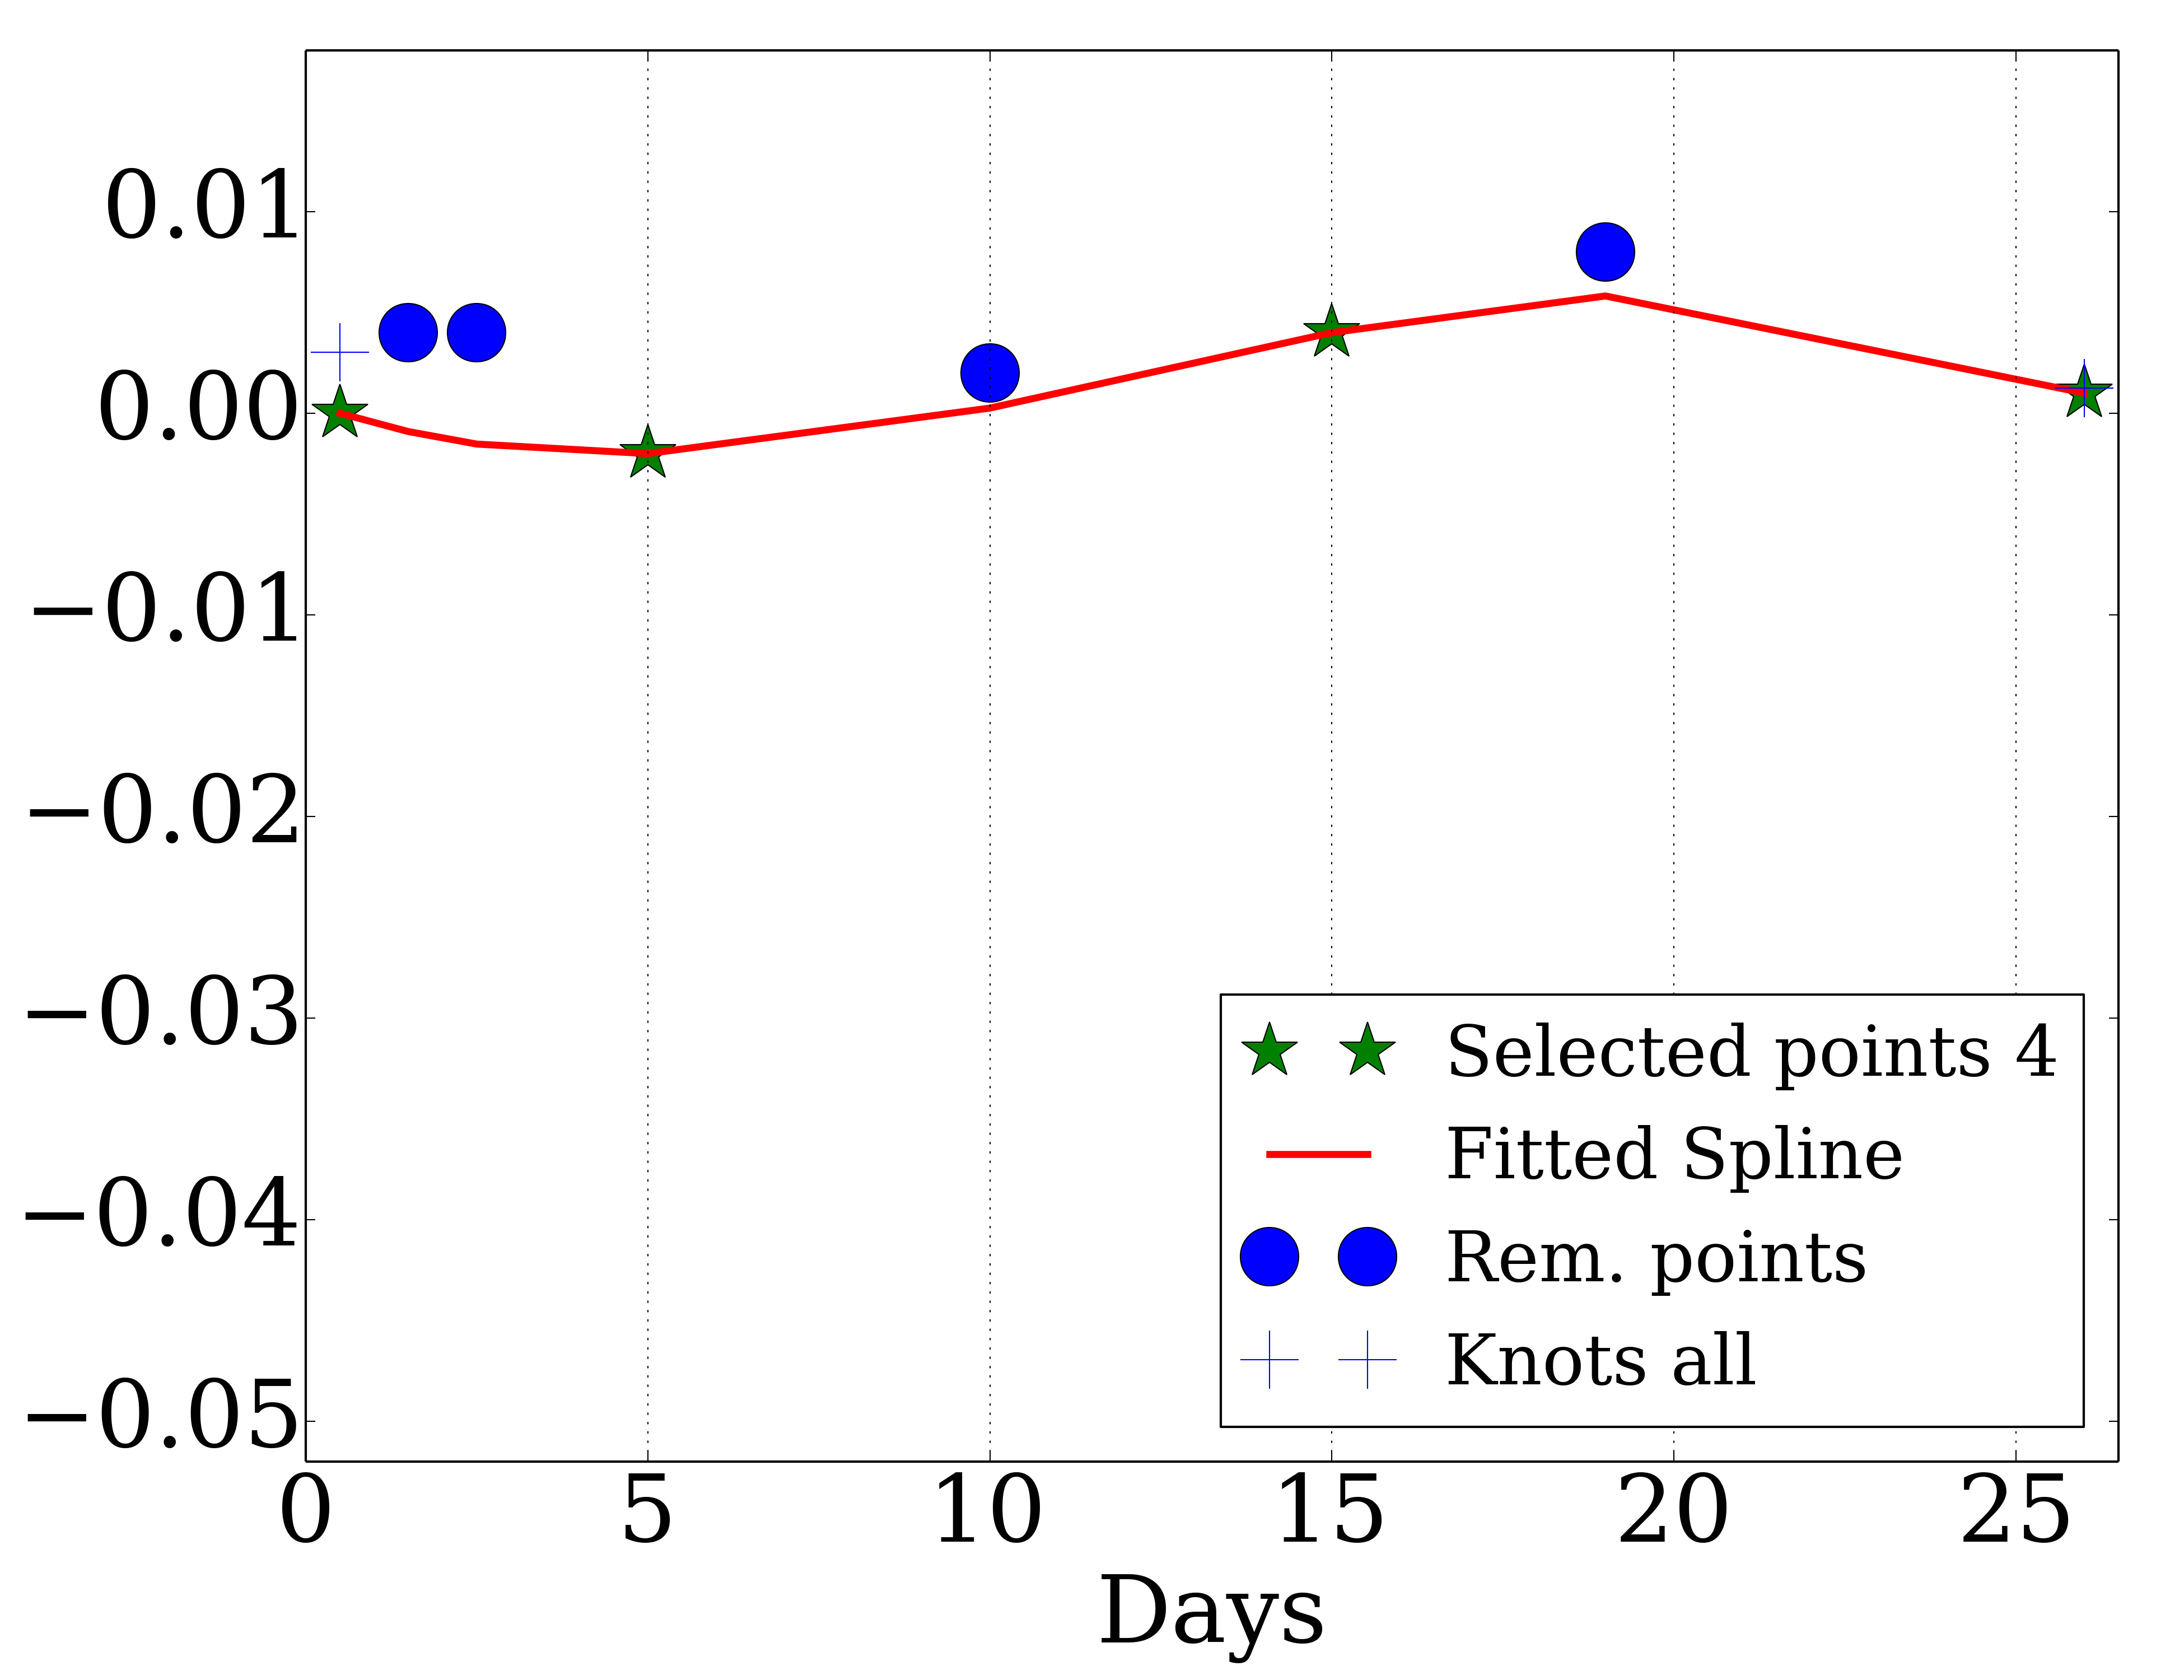 0.01
0.00
−0.01
−0.02
−0.03
−0.04
−0.05
Selected points 4
Fitted Spline
Rem. points
Knots all
0 5 10 15 20 25
Days